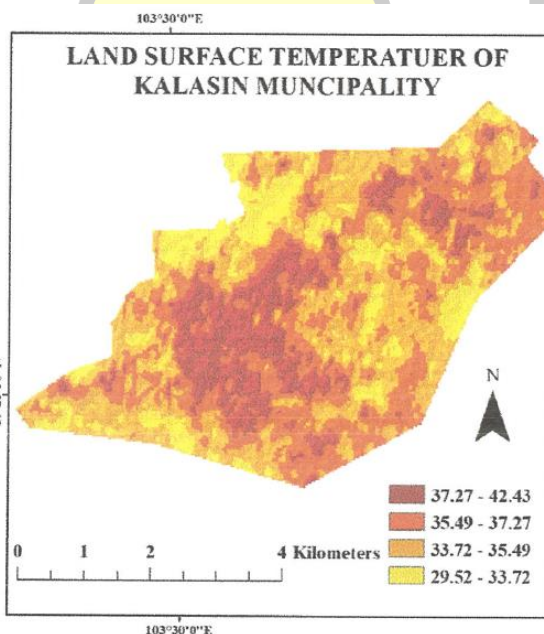 103°30'0"E
LAND SURFACE TEMPERATUER OF
KALASIN MUNCIPALITY
N
37.27 - 42.43
35.49 - 37.27
33.72 - 35.49
29.52 - 33.72
0 1 2 4 Kilometers
103°30'0"E